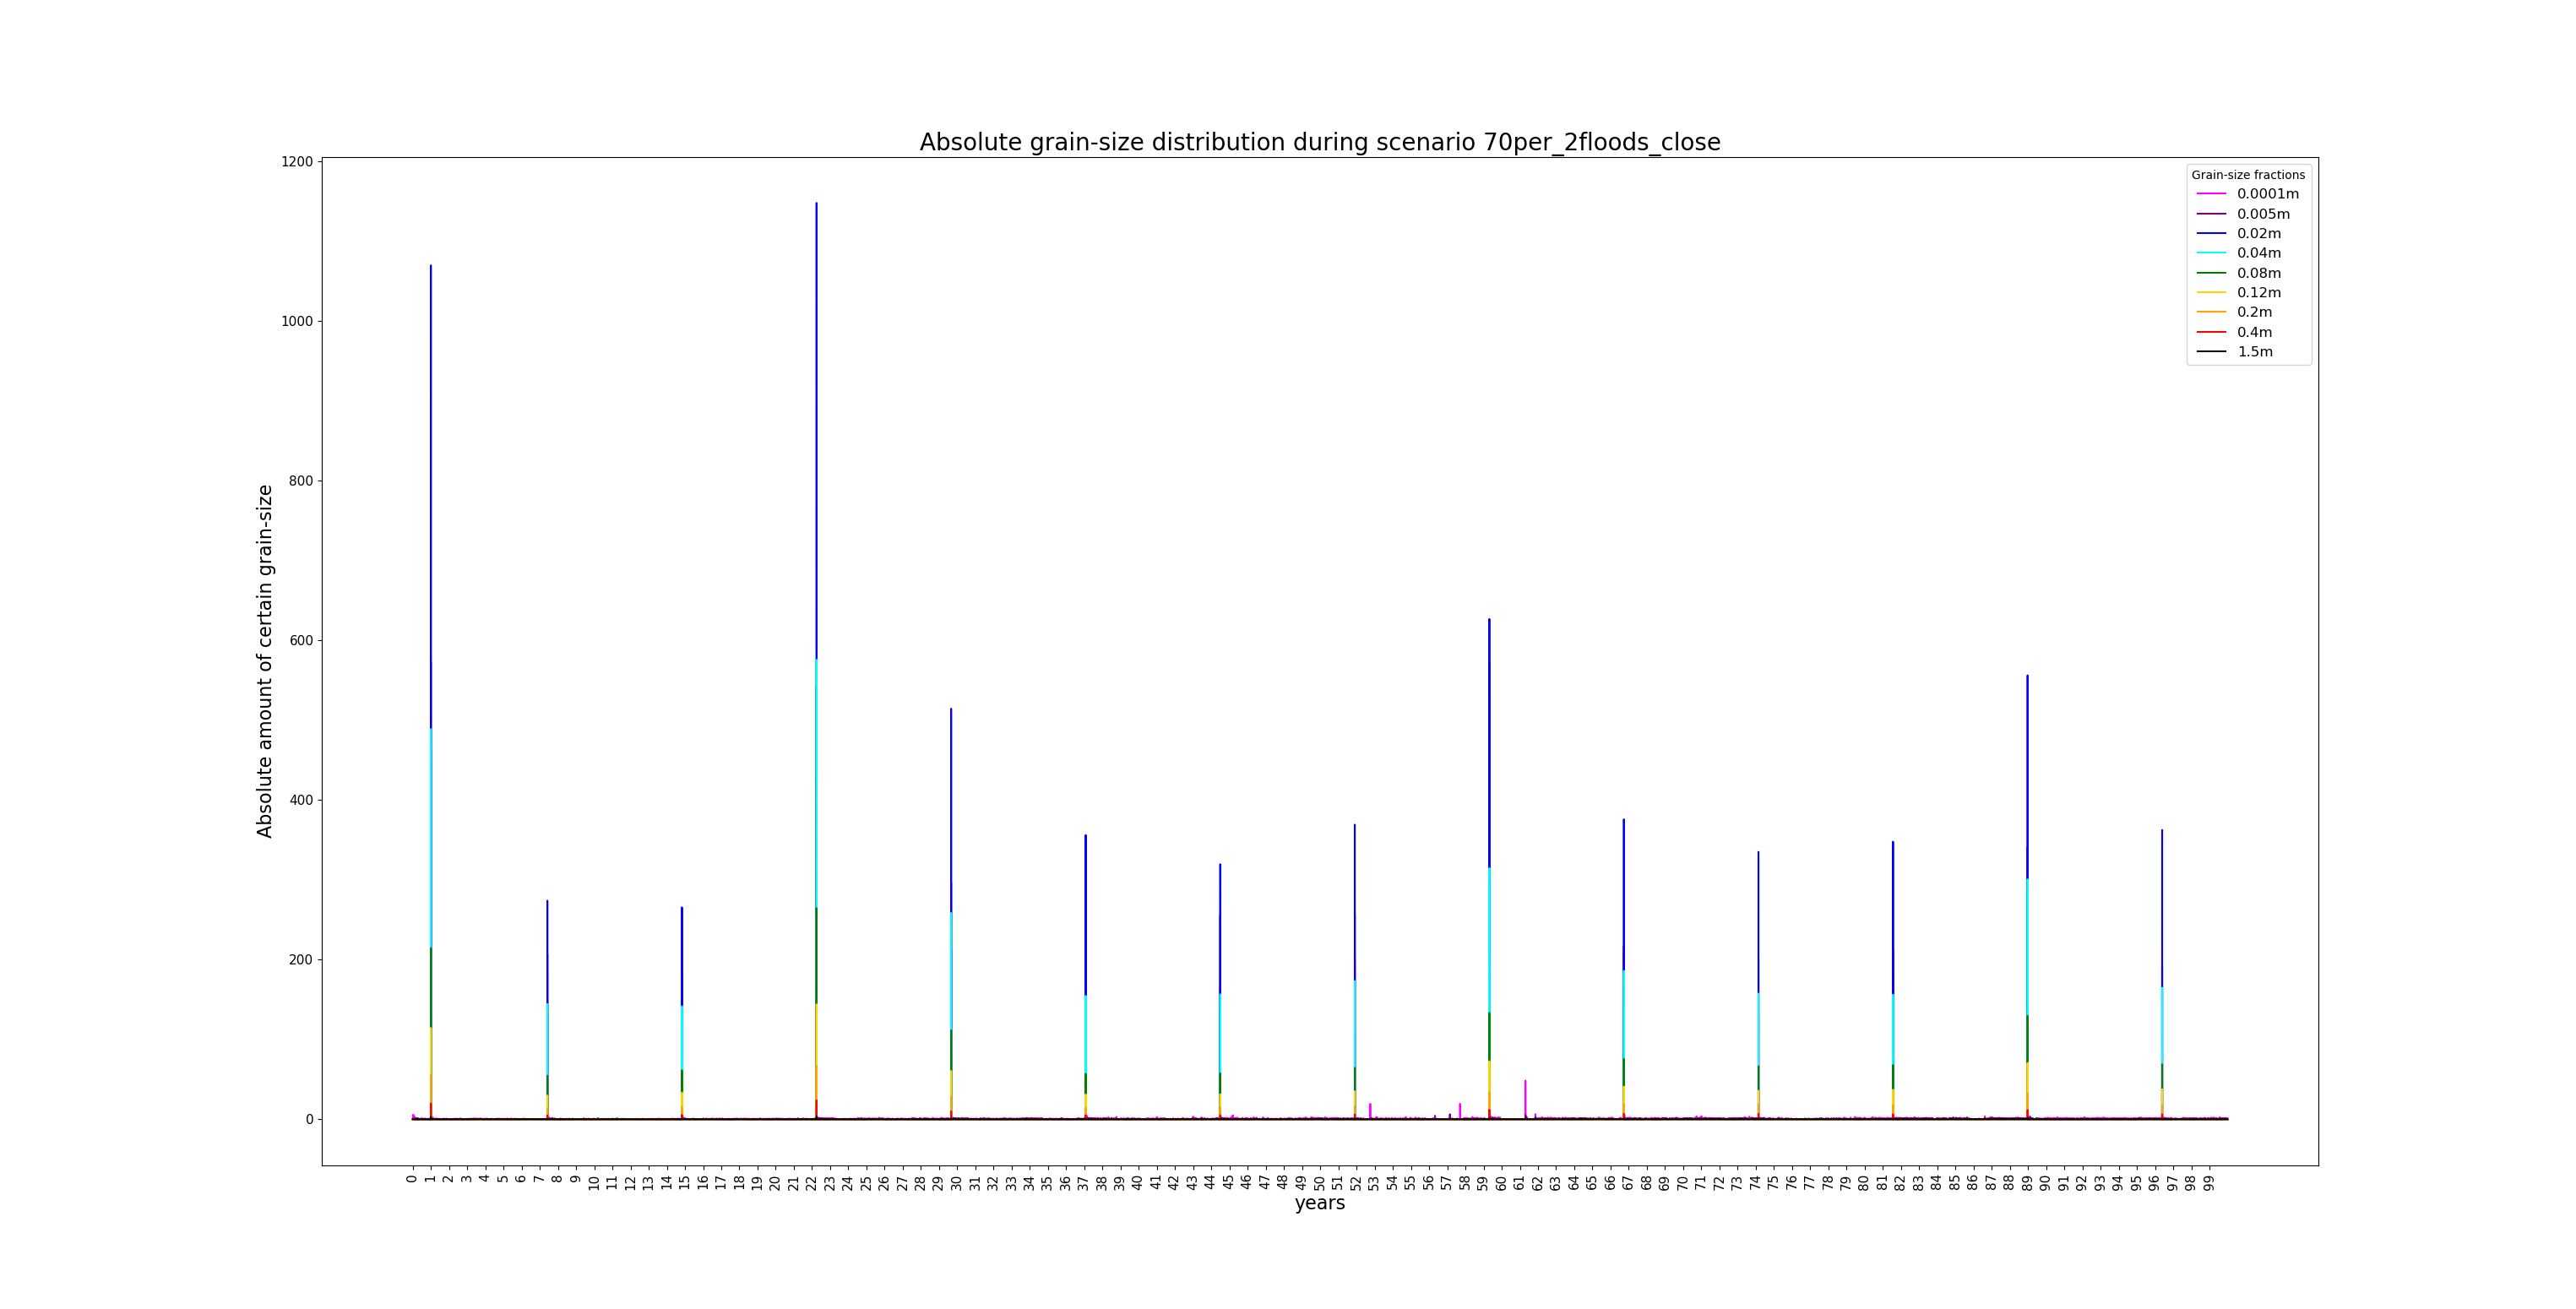 Absolute grain-size distribution during scenario 70per_2floods_close
Absolute amount of certain grain-size
1200
1000
800
600
400
200
0
Grain-size fractions
0.0001m
0.005m
0.02m
0.04m
0.08m
0.12m
0.2m
0.4m
1.5m
0 1 2 3 4 5 6 7 8 9 10 11 12 13 14 15 16 17 18 19 20 21 22 23 24 25 26 27 28 29 30 31 32 33 34 35 36 37 38 39 40 41 42 43 44 45 46 47 48 49 50 51 52 53 54 55 56 57 58 59 60 61 62 63 64 65 66 67 68 69 70 71 72 73 74 75 76 77 78 79 80 81 82 83 84 85 86 87 88 89 90 91 92 93 94 95 96 97 98 99
years